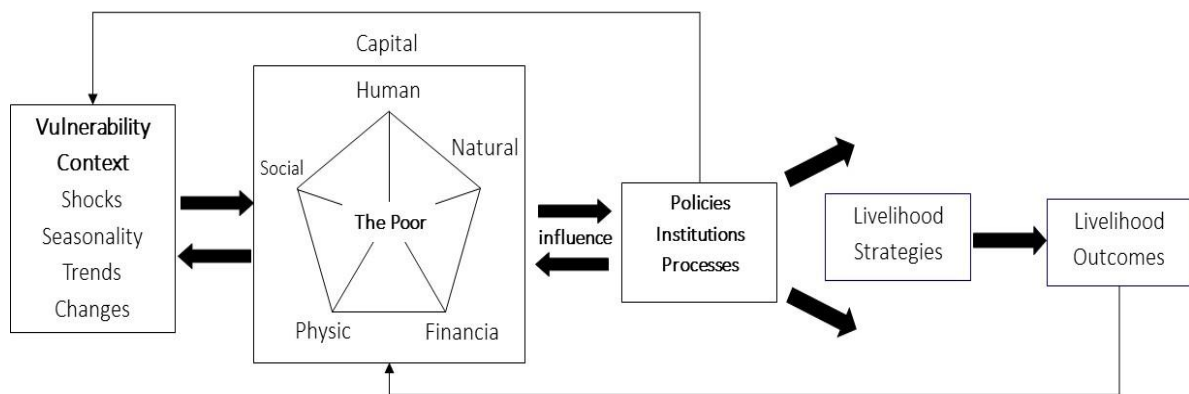 Capital
Vulnerability
Context
Shocks
Seasonality
Trends
Changes
Human
Social
Natural
The Poor
Physic
Financia
influence
Policies
Institutions
Processes
Livelihood
Strategies
Livelihood
Outcomes